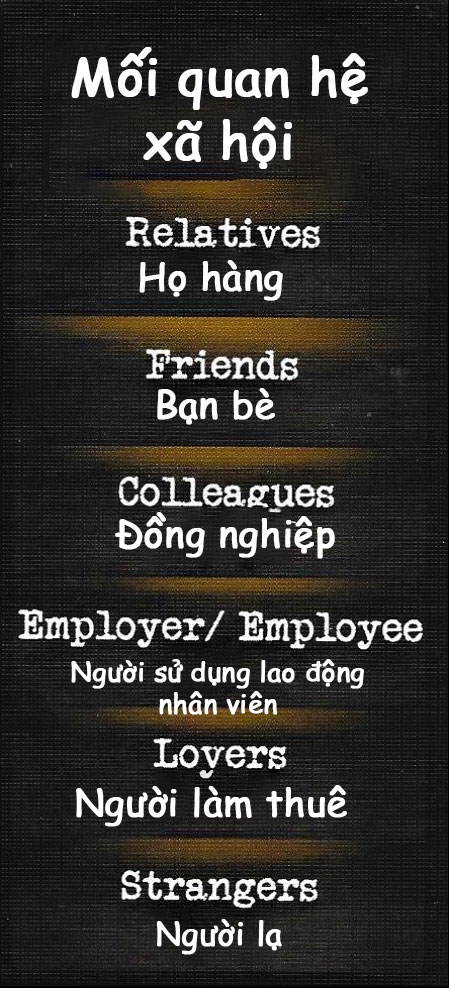 Mối quan hệ
xã hội
Relatives
Họ hàng
Friends
Bạn bè
Colleagues
Đồng nghiệp
Employer/ Employee
Người sử dụng lao động
nhân viên
Loyers
Người làm thuê
Strangers
Người lạ